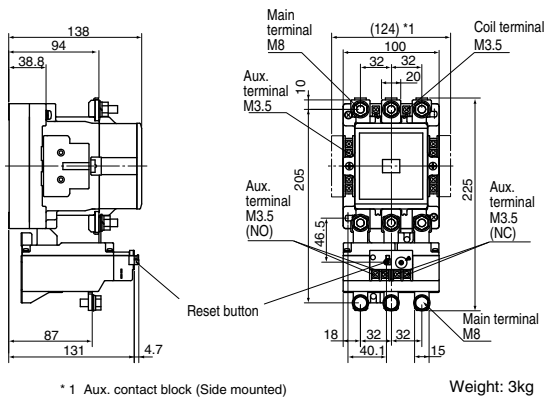 138
94
38.8
87
131
4.7
Reset button
Main
terminal
M8
(124) *1
100
Coil terminal
M3.5
32
32
20
10
Aux.
terminal
M3.5
205
225
Aux.
terminal
M3.5
(NO)
46.5
Aux.
terminal
M3.5
(NC)
Main terminal
M8
18
32
32
40.1
15
* 1 Aux. contact block (Side mounted)
Weight: 3kg